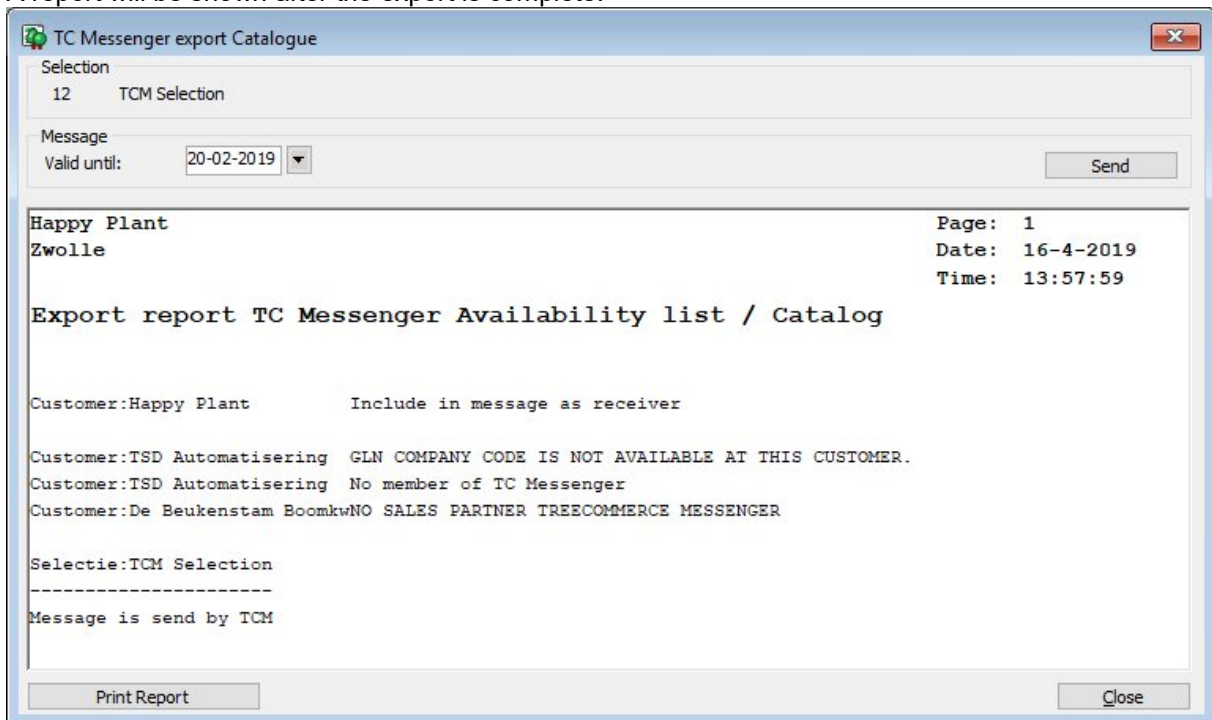 A report will be shown after the export is complete.
TC Messenger export Catalogue
Selection
12 TCM Selection
Message
Valid until: 20-02-2019
Send
Happy Plant Page: 1
Zwolle Date: 16-4-2019
Time: 13:57:59
Export report TC Messenger Availability list / Catalog
Customer:Happy Plant Include in message as receiver
Customer:TSD Automatisering GLN COMPANY CODE IS NOT AVAILABLE AT THIS CUSTOMER.
Customer:TSD Automatisering No member of TC Messenger
Customer:De Beukenstam BoomkwNO SALES PARTNER TREECOMMERCE MESSENGER
Selectie:TCM Selection
----------------------
Message is send by TCM
Print Report Close